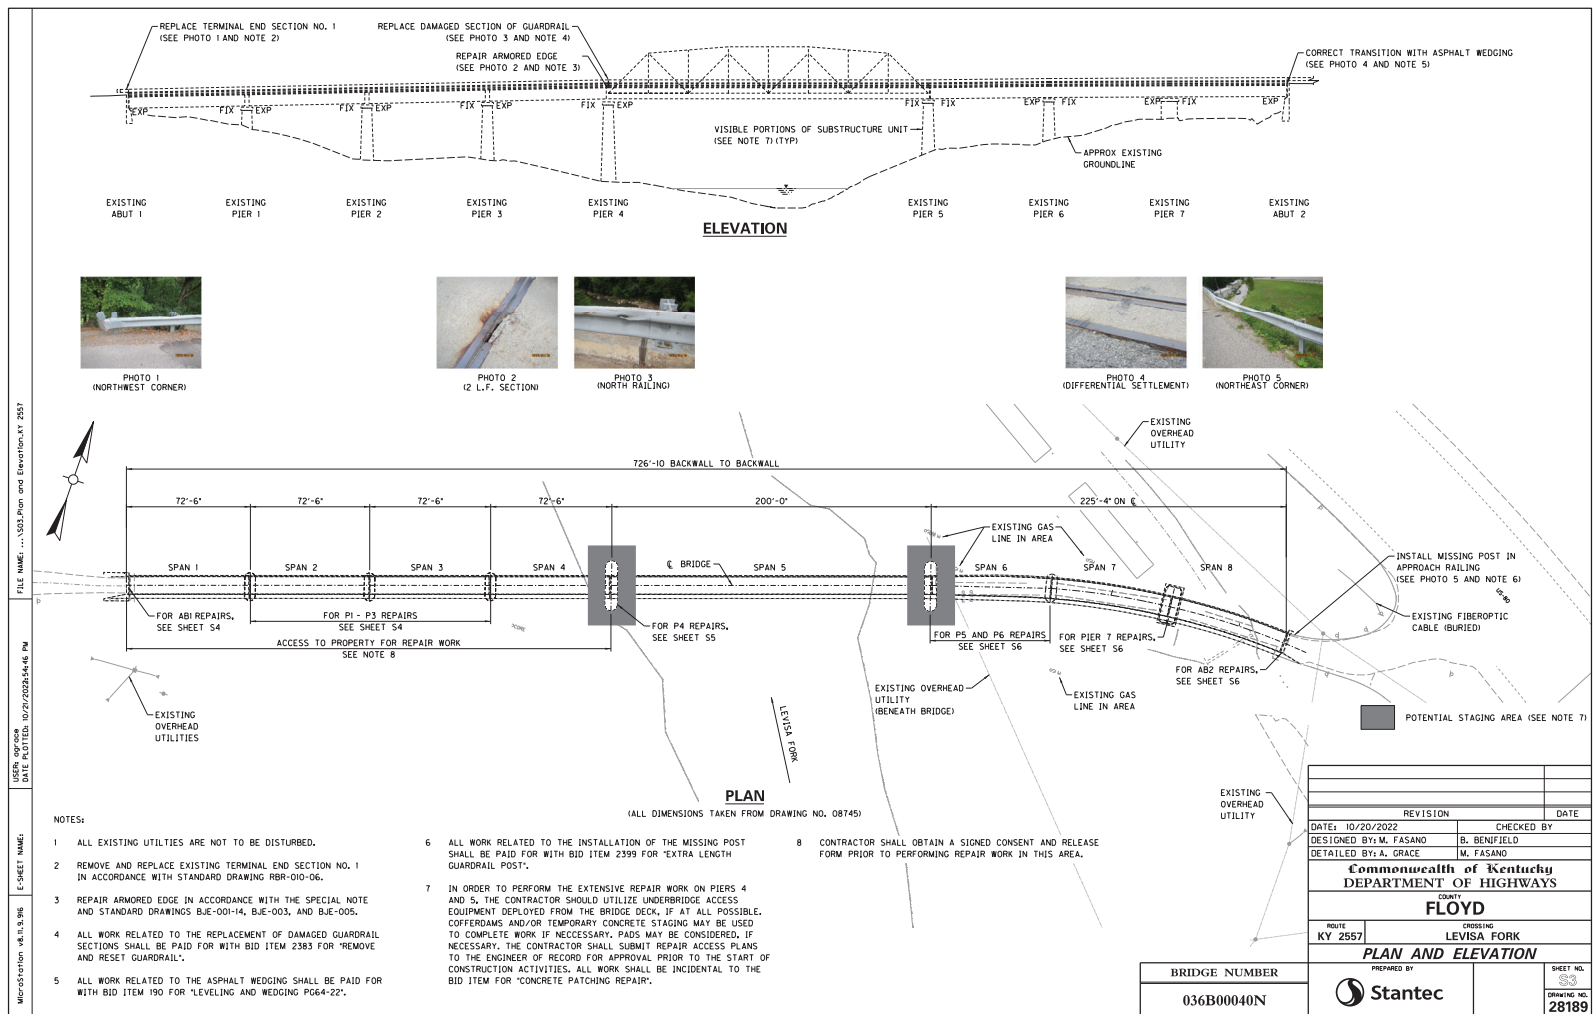 REPLACE TERMINAL END SECTION NO. 1
(SEE PHOTO 1 AND NOTE 2)
REPLACE DAMAGED SECTION OF GUARDRAIL
(SEE PHOTO 3 AND NOTE 4)
REPAIR ARMORED EDGE
(SEE PHOTO 2 AND NOTE 3)
CORRECT TRANSITION WITH ASPHALT WEDGING
(SEE PHOTO 4 AND NOTE 5)
EXP
FIX EXP
FIX EXP
FIX EXP
FIX EXP
FIX FIX
EXP FIX
EXP FIX
EXP
VISIBLE PORTIONS OF SUBSTRUCTURE UNIT
(SEE NOTE 7) (TYP)
APPROX EXISTING
GROUNDLINE
EXISTING
ABUT 1
EXISTING
PIER 1
EXISTING
PIER 2
EXISTING
PIER 3
EXISTING
PIER 4
EXISTING
PIER 5
EXISTING
PIER 6
EXISTING
PIER 7
EXISTING
ABUT 2
ELEVATION
PHOTO 1
(NORTHWEST CORNER)
PHOTO 2
(2 L.F. SECTION)
PHOTO 3
(NORTH RAILING)
PHOTO 4
(DIFFERENTIAL SETTLEMENT)
PHOTO 5
(NORTHEAST CORNER)
EXISTING
OVERHEAD
UTILITY
726'-10 BACKWALL TO BACKWALL
72'-6"
72'-6"
72'-6"
72'-6"
200'-0"
225'-4" ON ℄
EXISTING GAS
LINE IN AREA
SPAN 1
SPAN 2
SPAN 3
SPAN 4
℄ BRIDGE
SPAN 5
SPAN 6
SPAN 7
SPAN 8
INSTALL MISSING POST IN
APPROACH RAILING
(SEE PHOTO 5 AND NOTE 6)
US-80
EXISTING FIBEROPTIC
CABLE (BURIED)
FOR AB1 REPAIRS,
SEE SHEET S4
FOR P1 - P3 REPAIRS
SEE SHEET S4
FOR P4 REPAIRS,
SEE SHEET S5
FOR P5 AND P6 REPAIRS
SEE SHEET S6
FOR PIER 7 REPAIRS,
SEE SHEET S6
FOR AB2 REPAIRS,
SEE SHEET S6
ACCESS TO PROPERTY FOR REPAIR WORK
SEE NOTE 8
EXISTING
OVERHEAD
UTILITIES
LEVISA FORK
EXISTING OVERHEAD
UTILITY
(BENEATH BRIDGE)
EXISTING GAS
LINE IN AREA
POTENTIAL STAGING AREA (SEE NOTE 7)
EXISTING
OVERHEAD
UTILITY
PLAN
(ALL DIMENSIONS TAKEN FROM DRAWING NO. 08745)
NOTES:
1 ALL EXISTING UTILTIES ARE NOT TO BE DISTURBED.
2 REMOVE AND REPLACE EXISTING TERMINAL END SECTION NO. 1
IN ACCORDANCE WITH STANDARD DRAWING RBR-010-06.
3 REPAIR ARMORED EDGE IN ACCORDANCE WITH THE SPECIAL NOTE
AND STANDARD DRAWINGS BJE-001-14, BJE-003, AND BJE-005.
4 ALL WORK RELATED TO THE REPLACEMENT OF DAMAGED GUARDRAIL
SECTIONS SHALL BE PAID FOR WITH BID ITEM 2383 FOR "REMOVE
AND RESET GUARDRAIL".
5 ALL WORK RELATED TO THE ASPHALT WEDGING SHALL BE PAID FOR
WITH BID ITEM 190 FOR "LEVELING AND WEDGING PG64-22".
6 ALL WORK RELATED TO THE INSTALLATION OF THE MISSING POST
SHALL BE PAID FOR WITH BID ITEM 2399 FOR "EXTRA LENGTH
GUARDRAIL POST".
7 IN ORDER TO PERFORM THE EXTENSIVE REPAIR WORK ON PIERS 4
AND 5, THE CONTRACTOR SHOULD UTILIZE UNDERBRIDGE ACCESS
EQUIPMENT DEPLOYED FROM THE BRIDGE DECK, IF AT ALL POSSIBLE.
COFFERDAMS AND/OR TEMPORARY CONCRETE STAGING MAY BE USED
TO COMPLETE WORK IF NECCESSARY. PADS MAY BE CONSIDERED, IF
NECESSARY. THE CONTRACTOR SHALL SUBMIT REPAIR ACCESS PLANS
TO THE ENGINEER OF RECORD FOR APPROVAL PRIOR TO THE START OF
CONSTRUCTION ACTIVITIES. ALL WORK SHALL BE INCIDENTAL TO THE
BID ITEM FOR "CONCRETE PATCHING REPAIR".
8 CONTRACTOR SHALL OBTAIN A SIGNED CONSENT AND RELEASE
FORM PRIOR TO PERFORMING REPAIR WORK IN THIS AREA.
REVISION DATE
DATE: 10/20/2022 CHECKED BY
DESIGNED BY: M. FASANO B. BENIFIELD
DETAILED BY: A. GRACE M. FASANO
Commonwealth of Kentucky
DEPARTMENT OF HIGHWAYS
COUNTY
FLOYD
ROUTE
KY 2557
CROSSING
LEVISA FORK
PLAN AND ELEVATION
BRIDGE NUMBER
036B00040N
PREPARED BY
Stantec
SHEET NO.
S3
DRAWING NO.
28189
FILE NAME: ...\S03_Plan and Elevation_KY 2557
USER: agrace
DATE PLOTTED: 10/21/2022
E-SHEET NAME:
MicroStation v8.11.9.916